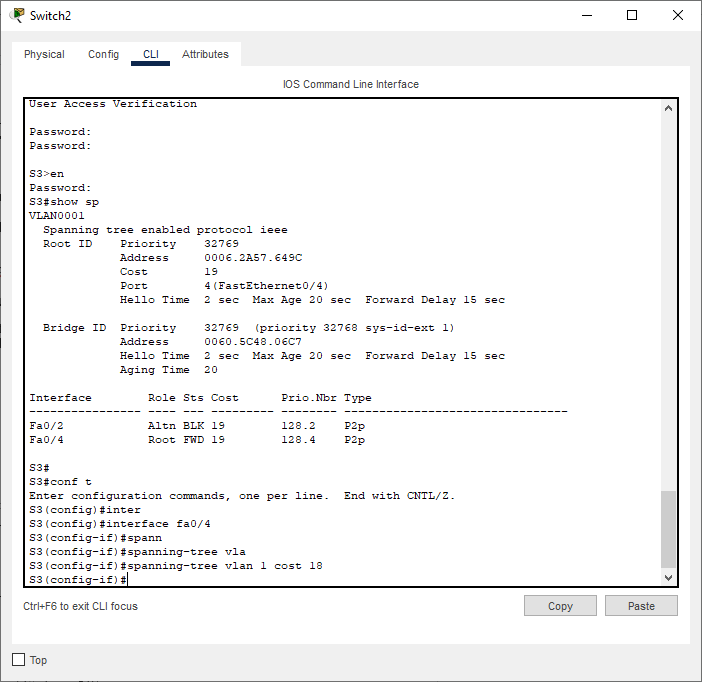 Switch2
Physical Config CLI Attributes
IOS Command Line Interface
User Access Verification
Password:
Password:
S3>en
Password:
S3#show sp
VLAN0001
Spanning tree enabled protocol ieee
Root ID Priority 32769
Address 0006.2A57.649C
Cost 19
Port 4(FastEthernet0/4)
Hello Time 2 sec Max Age 20 sec Forward Delay 15 sec
Bridge ID Priority 32769 (priority 32768 sys-id-ext 1)
Address 0060.5C48.06C7
Hello Time 2 sec Max Age 20 sec Forward Delay 15 sec
Aging Time 20
Interface Role Sts Cost Prio.Nbr Type
---------------- ---- --- --------- -------- --------------------------------
Fa0/2 Altn BLK 19 128.2 P2p
Fa0/4 Root FWD 19 128.4 P2p
S3#
S3#conf t
Enter configuration commands, one per line. End with CNTL/Z.
S3(config)#inter
S3(config)#interface fa0/4
S3(config-if)#spann
S3(config-if)#spanning-tree vla
S3(config-if)#spanning-tree vlan 1 cost 18
S3(config-if)#
Ctrl+F6 to exit CLI focus
Copy Paste
Top